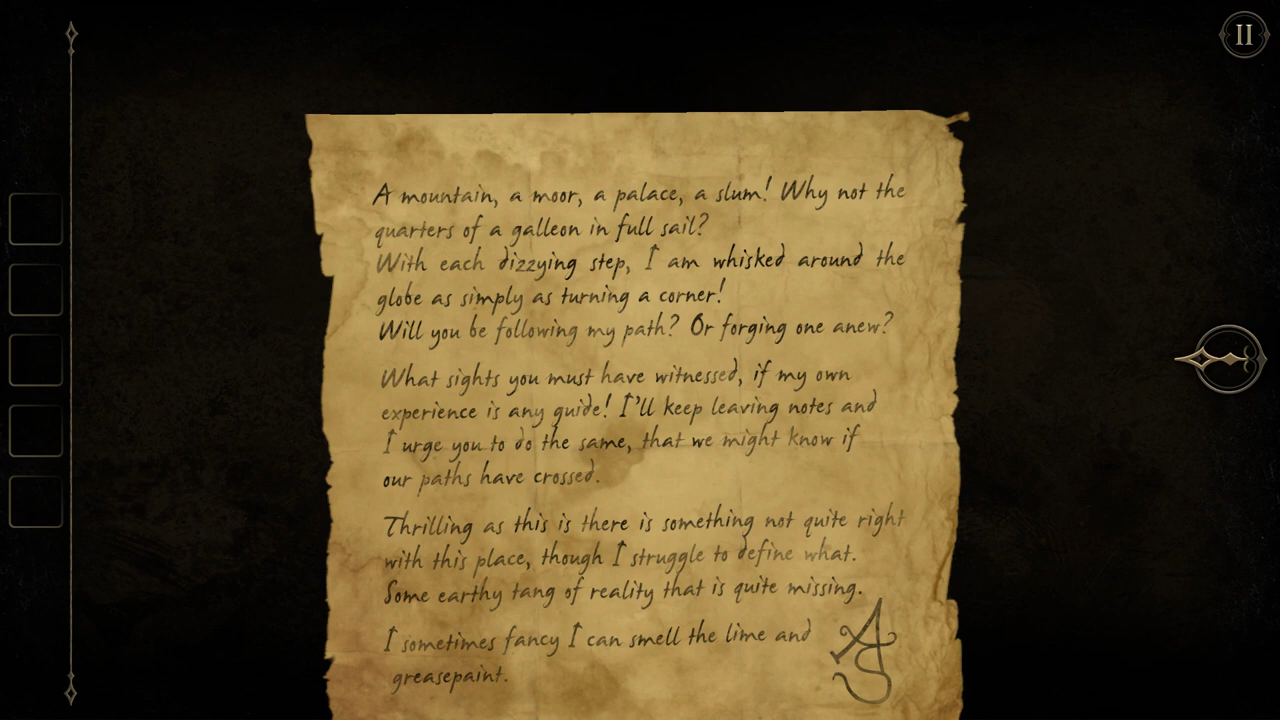 A mountain, a moor, a palace, a slum! Why not the
quarters of a galleon in full sail?
With each dizzying step, I am whisked around the
globe as simply as turning a corner!
Will you be following my path? Or forging one anew?
What sights you must have witnessed, if my own
experience is any guide! I'll keep leaving notes and
I urge you to do the same, that we might know if
our paths have crossed.
Thrilling as this is there is something not quite right
with this place, though I struggle to define what.
Some earthy tang of reality that is quite missing.
I sometimes fancy I can smell the lime and
greasepaint.